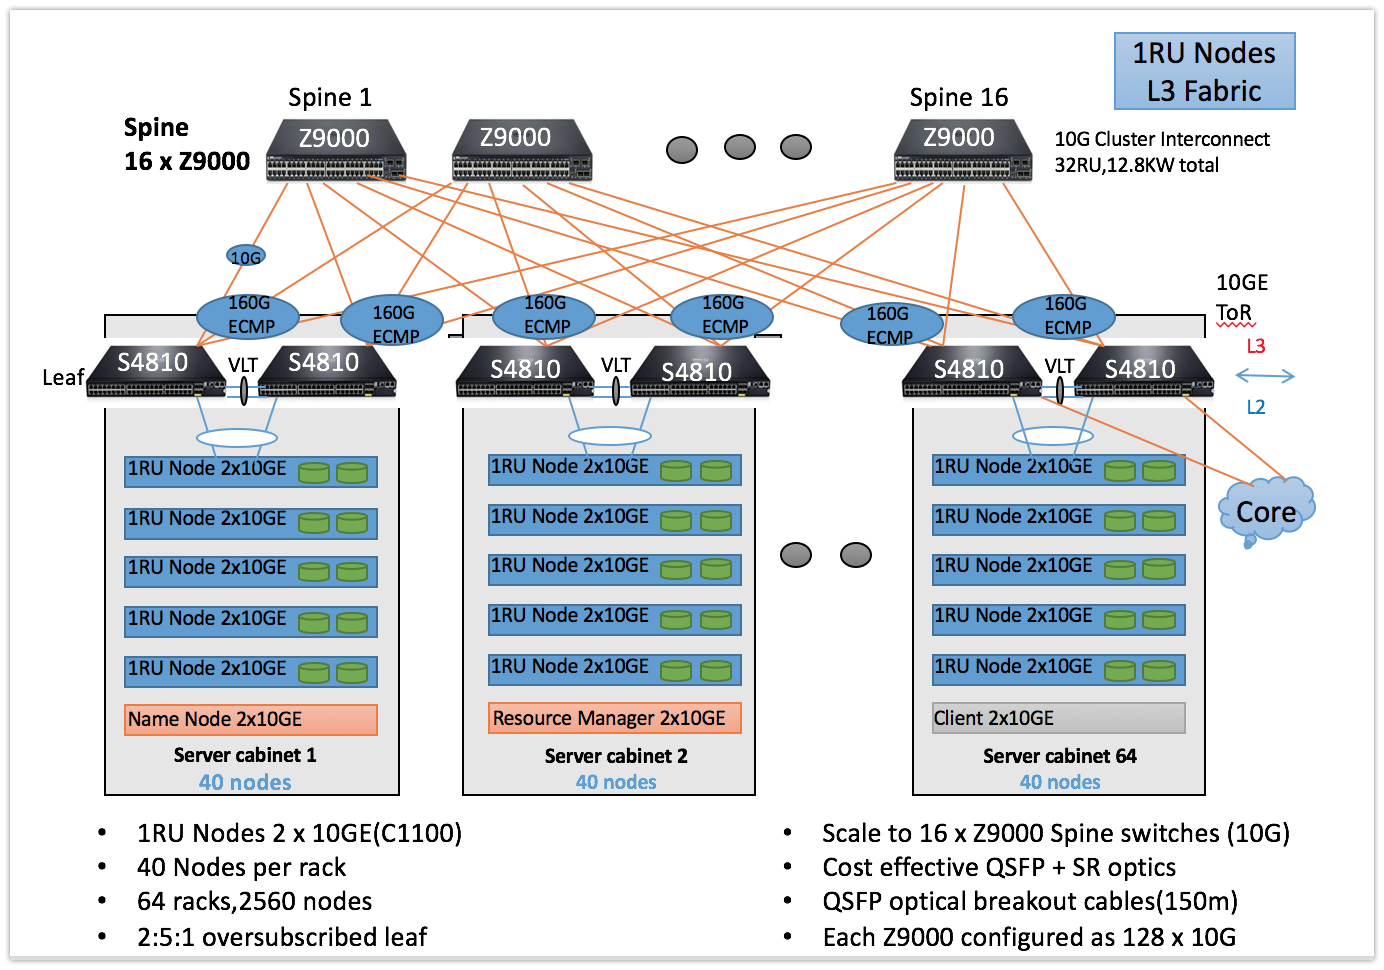 1RU Nodes
L3 Fabric
Spine 1
Spine 16
Spine
16 x Z9000
Z9000
Z9000
Z9000
10G Cluster Interconnect
32RU,12.8KW total
10G
160G
ECMP
160G
ECMP
160G
ECMP
160G
ECMP
160G
ECMP
160G
ECMP
10GE
ToR
L3
L2
Leaf
S4810
VLT
S4810
S4810
VLT
S4810
S4810
VLT
S4810
Core
1RU Node 2x10GE
1RU Node 2x10GE
1RU Node 2x10GE
1RU Node 2x10GE
1RU Node 2x10GE
Name Node 2x10GE
Server cabinet 1
40 nodes
1RU Node 2x10GE
1RU Node 2x10GE
1RU Node 2x10GE
1RU Node 2x10GE
1RU Node 2x10GE
Resource Manager 2x10GE
Server cabinet 2
40 nodes
1RU Node 2x10GE
1RU Node 2x10GE
1RU Node 2x10GE
1RU Node 2x10GE
1RU Node 2x10GE
Client 2x10GE
Server cabinet 64
40 nodes
• 1RU Nodes 2 x 10GE(C1100)
• 40 Nodes per rack
• 64 racks,2560 nodes
• 2:5:1 oversubscribed leaf
• Scale to 16 x Z9000 Spine switches (10G)
• Cost effective QSFP + SR optics
• QSFP optical breakout cables(150m)
• Each Z9000 configured as 128 x 10G